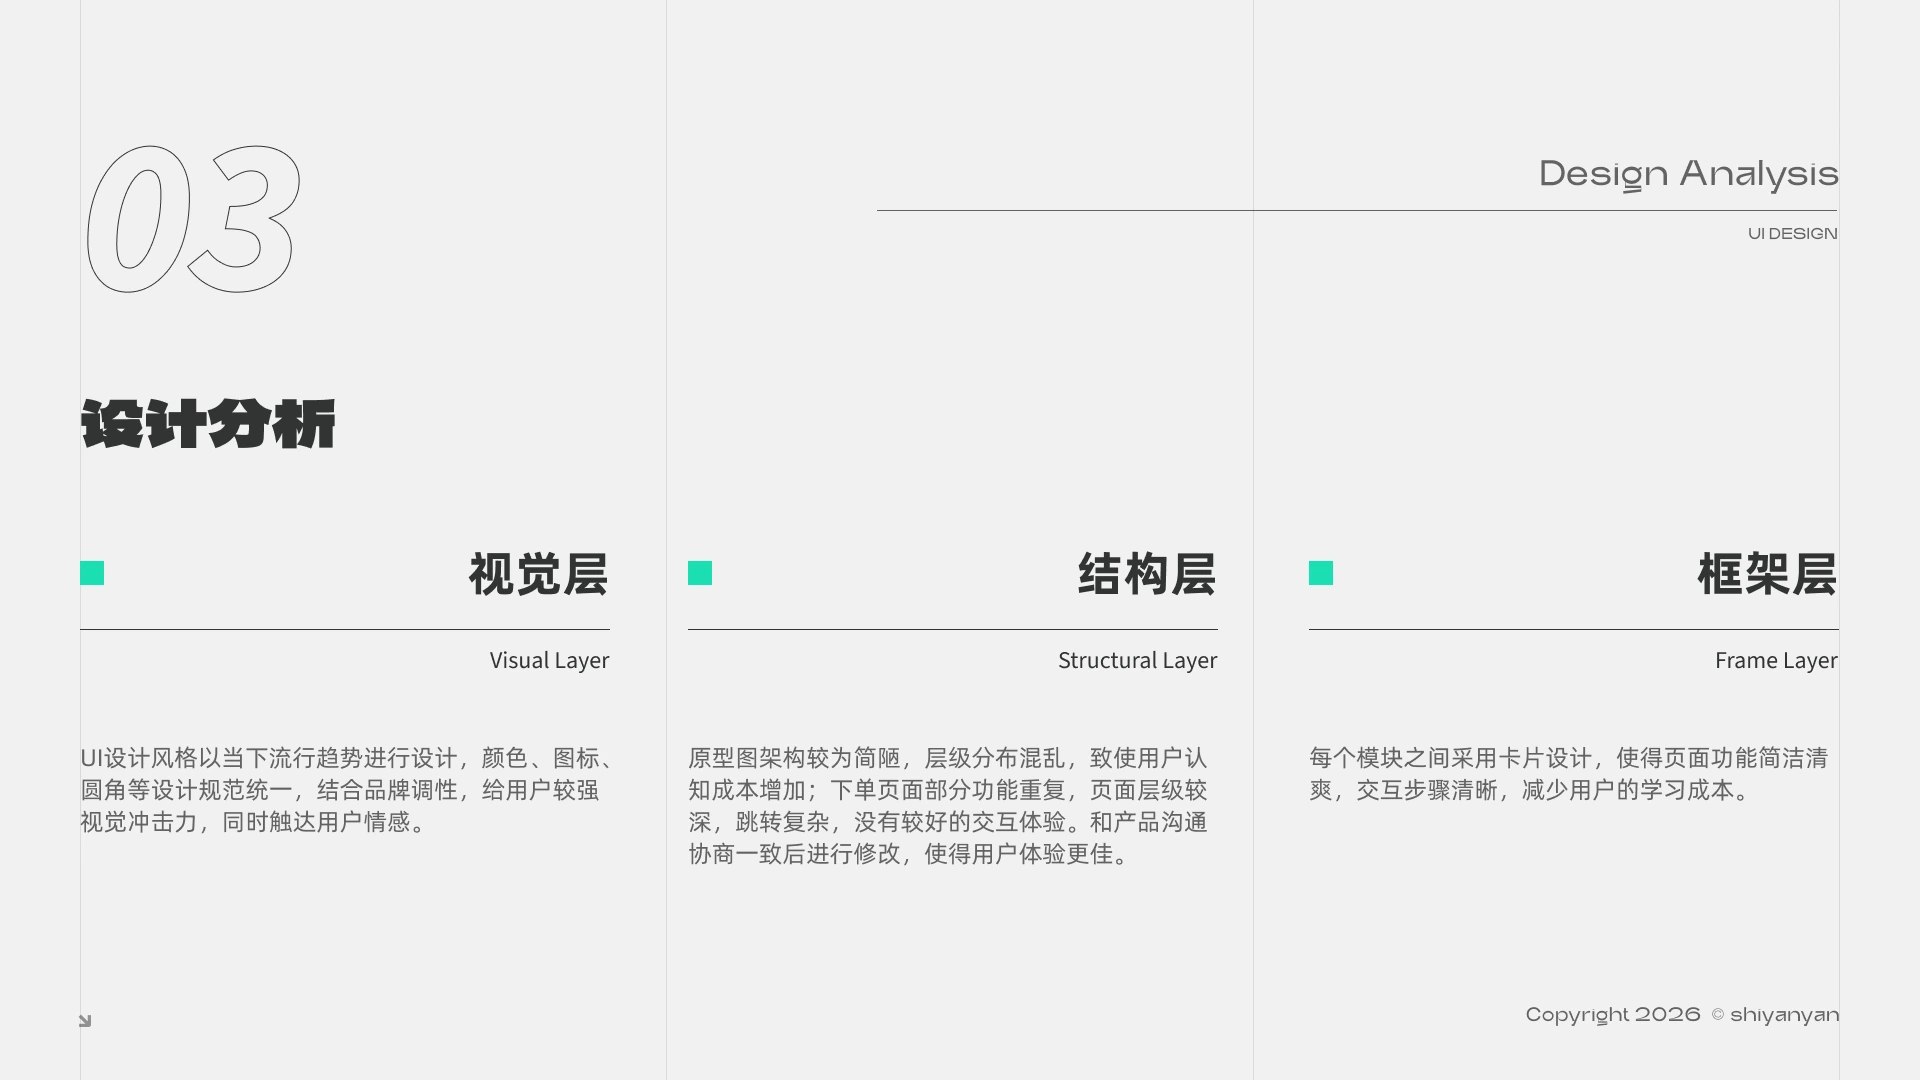 03
Design Analysis
UI DESIGN
设计分析
视觉层
Visual Layer
UI设计风格以当下流行趋势进行设计，颜色、图标、
圆角等设计规范统一，结合品牌调性，给用户较强
视觉冲击力，同时触达用户情感。
结构层
Structural Layer
原型图架构较为简陋，层级分布混乱，致使用户认
知成本增加；下单页面部分功能重复，页面层级较
深，跳转复杂，没有较好的交互体验。和产品沟通
协商一致后进行修改，使得用户体验更佳。
框架层
Frame Layer
每个模块之间采用卡片设计，使得页面功能简洁清
爽，交互步骤清晰，减少用户的学习成本。
Copyright 2026 © shiyanyan